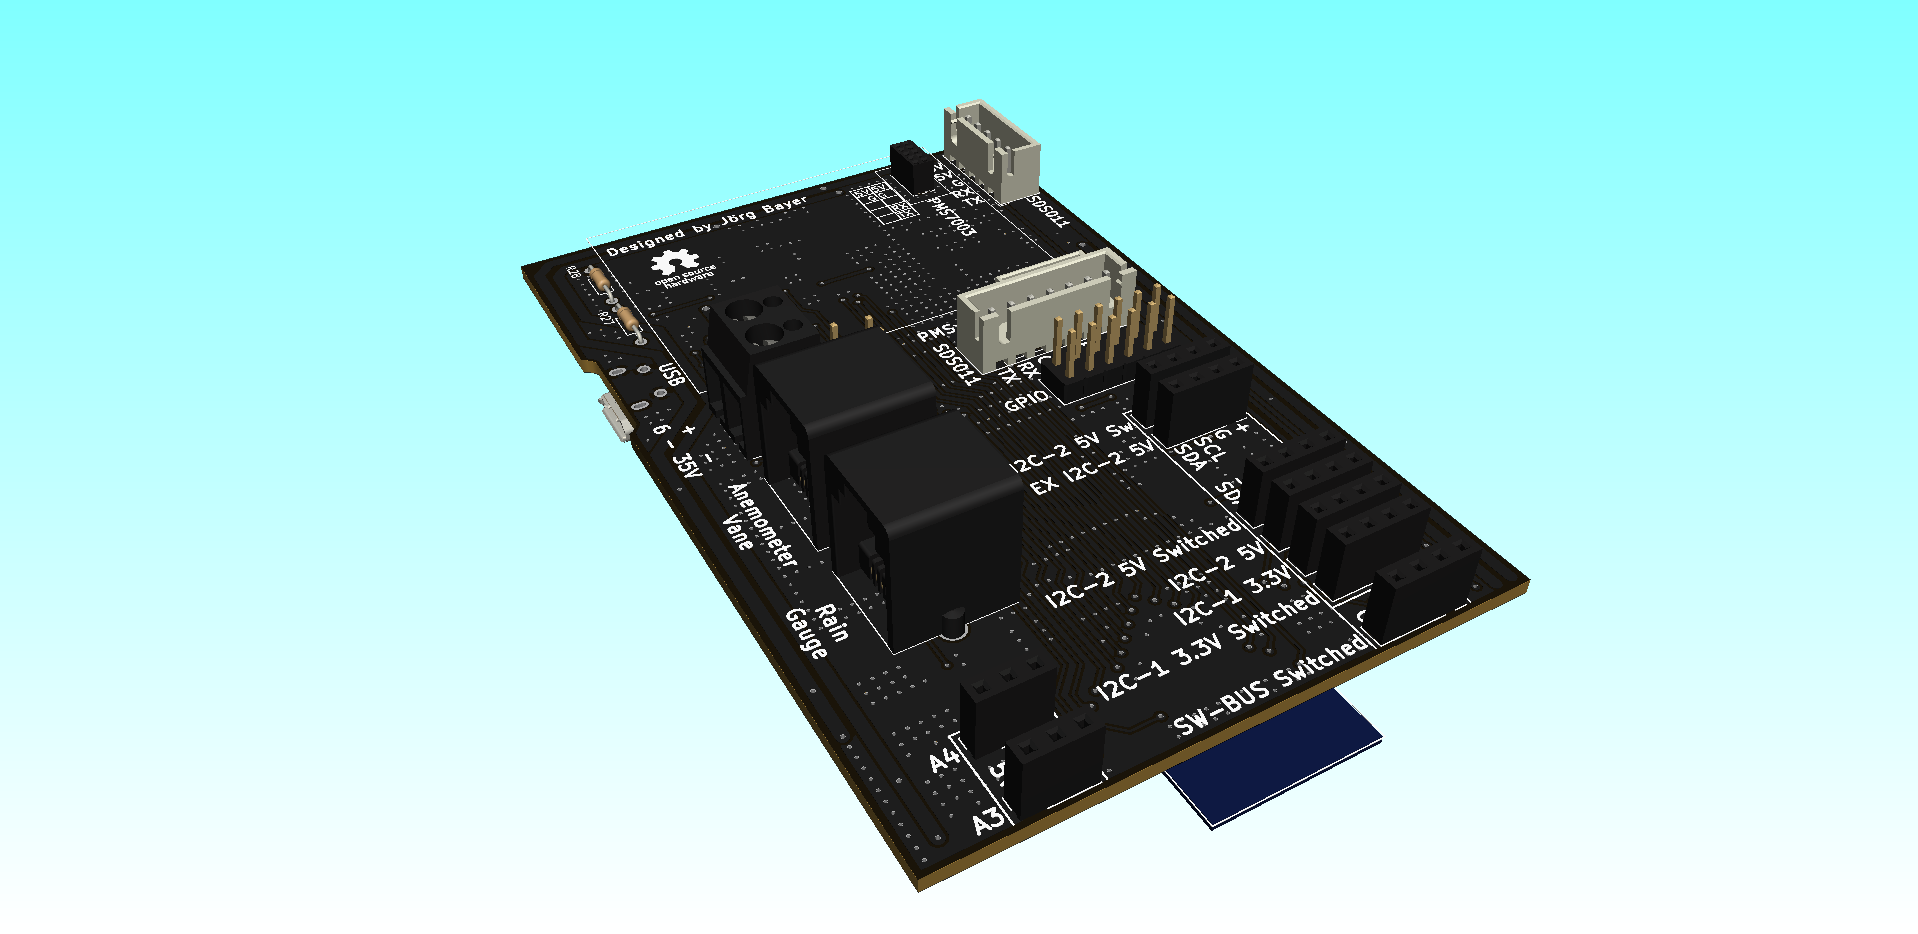 Designed by Jörg Bayer
open source
hardware
R27
USB
+
-
6 - 35V
PMS7003
SDS011
PMS
SDS011
TX
RX
GPIO
I2C-2 5V Sw
EX I2C-2 5V
+
G
SCL
SDA
Anemometer
Vane
Rain
Gauge
I2C-2 5V Switched
I2C-2 5V
I2C-1 3.3V
I2C-1 3.3V Switched
SW-BUS Switched
A4
A3